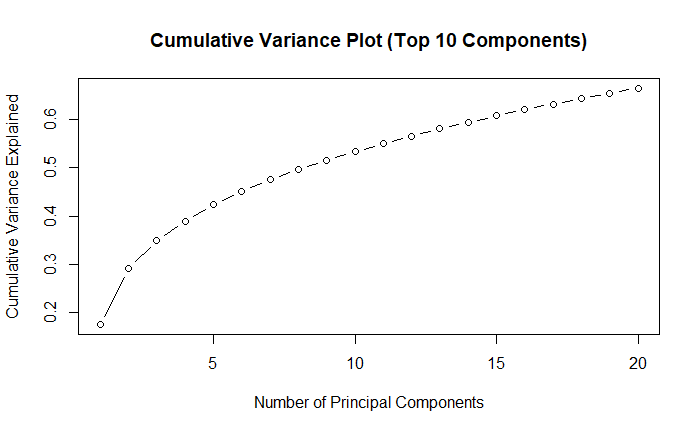 Cumulative Variance Plot (Top 10 Components)
Cumulative Variance Explained
0.6
0.5
0.4
0.3
0.2
5 10 15 20
Number of Principal Components